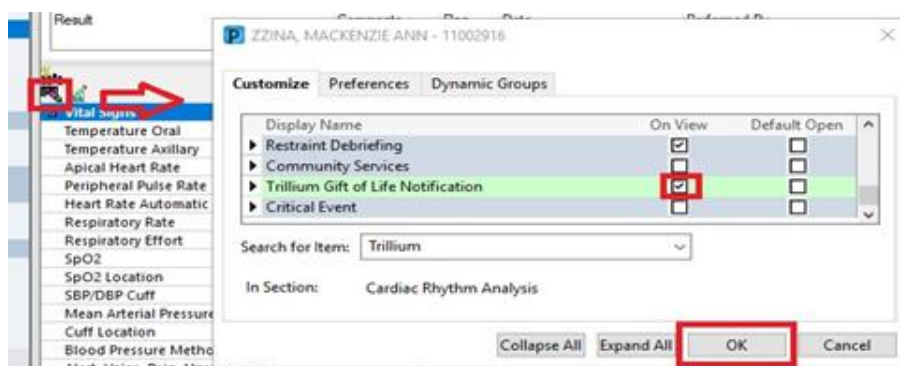 Result
ZZINA, MACKENZIE ANN - 11002916
Customize Preferences Dynamic Groups
Display Name On View Default Open
Restraint Debriefing
Community Services
Trillium Gift of Life Notification
Critical Event
Search for Item: Trillium
In Section: Cardiac Rhythm Analysis
Collapse All Expand All OK Cancel
Vital Signs
Temperature Oral
Temperature Axillary
Apical Heart Rate
Peripheral Pulse Rate
Heart Rate Automatic
Respiratory Rate
Respiratory Effort
SpO2
SpO2 Location
SBP/DBP Cuff
Mean Arterial Pressure
Cuff Location
Blood Pressure Metho